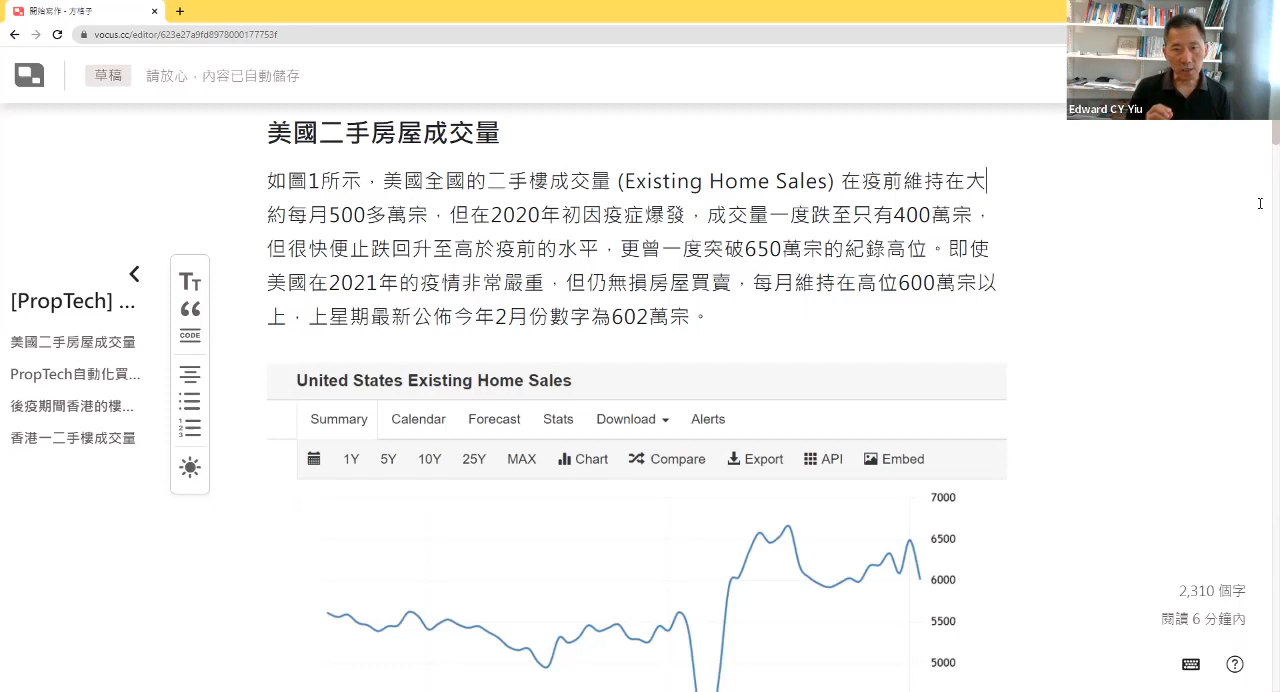 開始寫作 - 方格子
vocus.cc/editor/623e27a9fd8978000177753f
草稿
請放心，內容已自動儲存
Edward CY Yiu
美國二手房屋成交量
如圖1所示，美國全國的二手樓成交量 (Existing Home Sales) 在疫前維持在大
約每月500多萬宗，但在2020年初因疫症爆發，成交量一度跌至只有400萬宗，
但很快便止跌回升至高於疫前的水平，更曾一度突破650萬宗的紀錄高位。即使
美國在2021年的疫情非常嚴重，但仍無損房屋買賣，每月維持在高位600萬宗以
上，上星期最新公佈今年2月份數字為602萬宗。
[PropTech] ...
美國二手房屋成交量
PropTech自動化買...
後疫期間香港的樓...
香港一二手樓成交量
TT
CODE
United States Existing Home Sales
Summary Calendar Forecast Stats Download Alerts
1Y 5Y 10Y 25Y MAX Chart Compare Export API Embed
7000
6500
6000
5500
5000
2,310 個字
閱讀 6 分鐘內